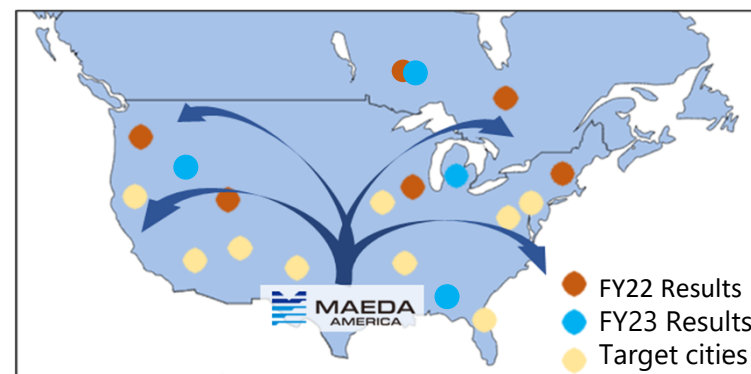 MAEDA
AMERICA
FY22 Results
FY23 Results
Target cities